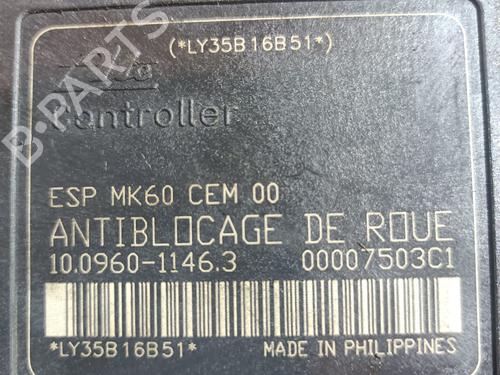 (*LY35B16B51*)
Controller
ESP MK60 CEM 00
ANTIBLOCAGE DE ROUE
10.0960-1146.3 00007503C1
*LY35B16B51* MADE IN PHILIPPINES
B-PARTS